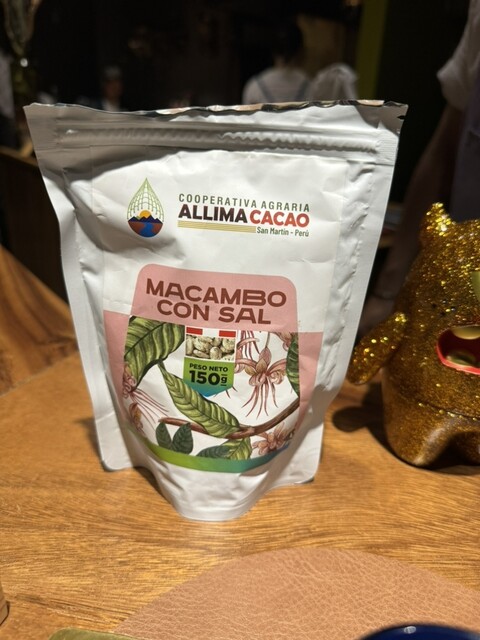 COOPERATIVA AGRARIA
ALLIMA CACAO
San Martín - Perú
MACAMBO
CON SAL
PESO NETO
150g